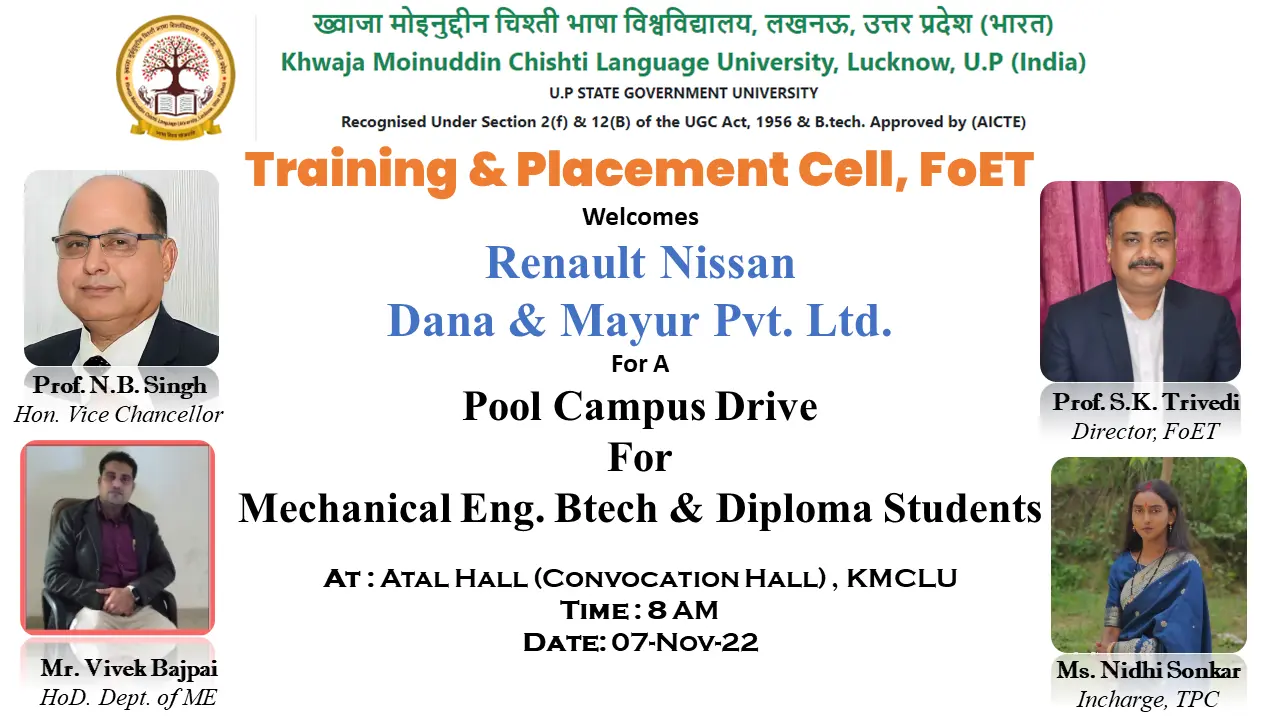 ख्वाजा मोइनुद्दीन चिश्ती भाषा विश्वविद्यालय, लखनऊ, उत्तर प्रदेश (भारत)
Khwaja Moinuddin Chishti Language University, Lucknow, U.P (India)
U.P STATE GOVERNMENT UNIVERSITY
Recognised Under Section 2(f) & 12(B) of the UGC Act, 1956 & B.tech. Approved by (AICTE)
Training & Placement Cell, FoET
Welcomes
Renault Nissan
Dana & Mayur Pvt. Ltd.
For A
Pool Campus Drive
For
Mechanical Eng. Btech & Diploma Students
At : Atal Hall (Convocation Hall) , KMCLU
Time : 8 AM
Date: 07-Nov-22
Prof. N.B. Singh
Hon. Vice Chancellor
Prof. S.K. Trivedi
Director, FoET
Mr. Vivek Bajpai
HoD. Dept. of ME
Ms. Nidhi Sonkar
Incharge, TPC